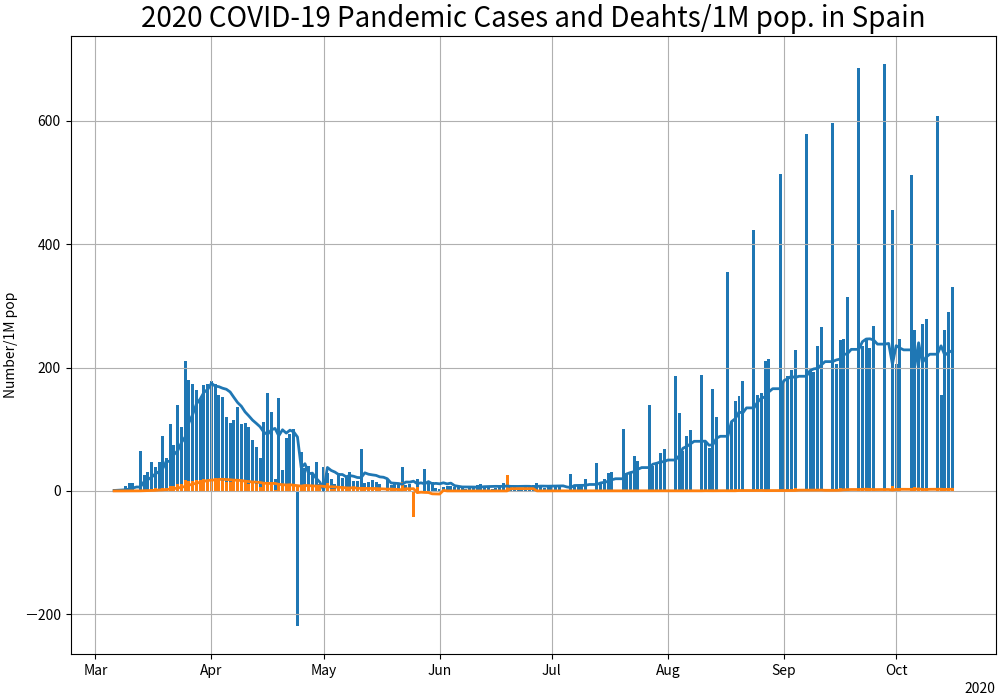 2020 COVID-19 Pandemic Cases and Deahts/1M pop. in Spain
Number/1M pop
600
400
200
0
−200
Mar Apr May Jun Jul Aug Sep Oct
2020